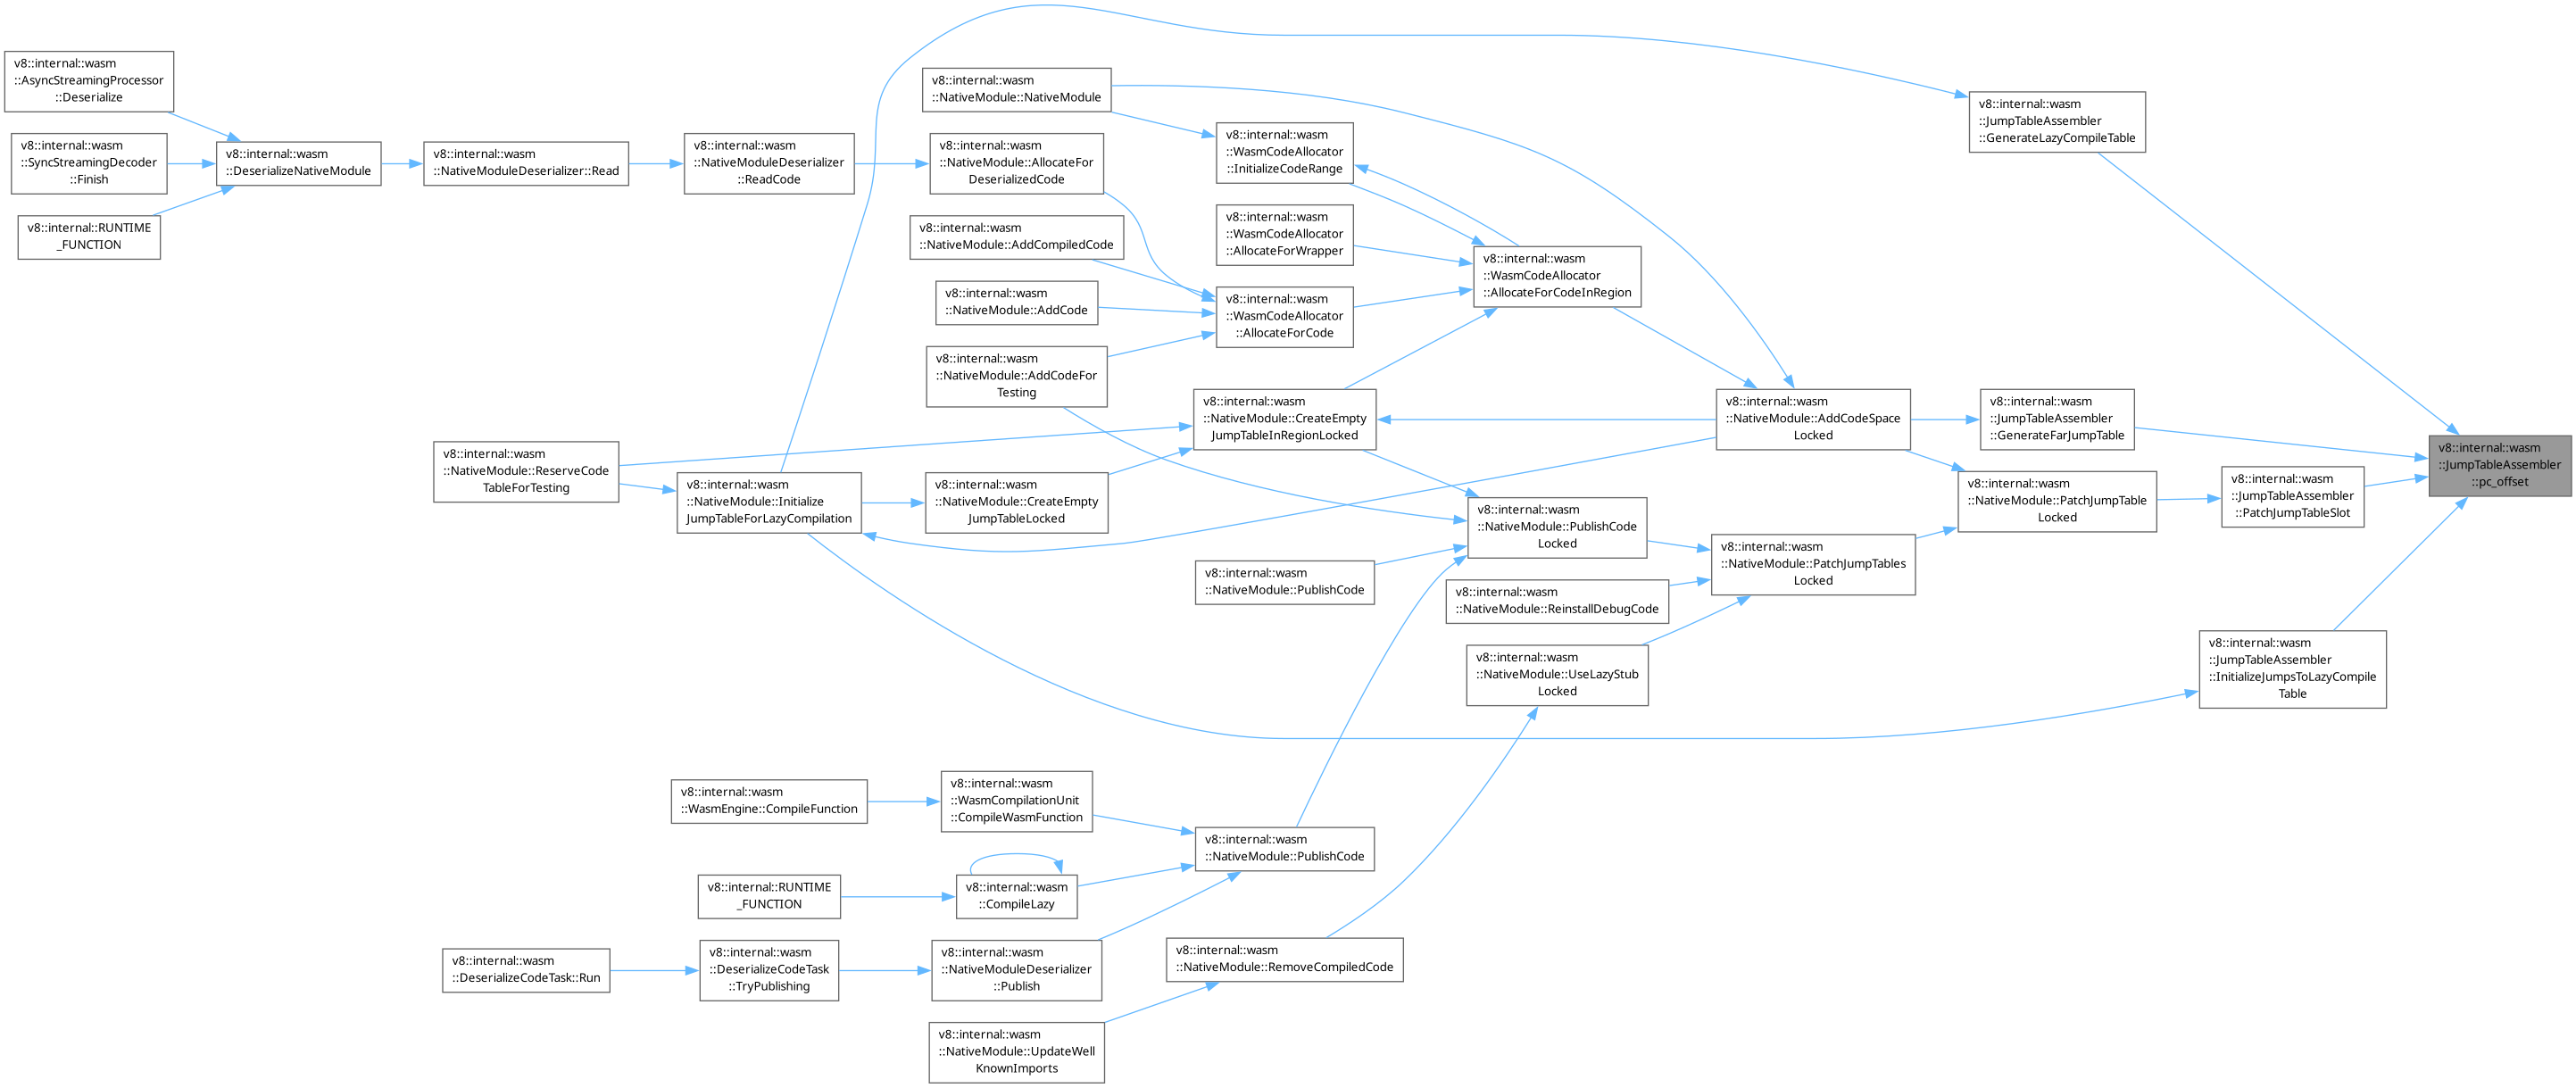 v8::internal::wasm
::AsyncStreamingProcessor
::Deserialize
v8::internal::wasm
::SyncStreamingDecoder
::Finish
v8::internal::RUNTIME
_FUNCTION
v8::internal::wasm
::DeserializeNativeModule
v8::internal::wasm
::NativeModuleDeserializer::Read
v8::internal::wasm
::NativeModuleDeserializer
::ReadCode
v8::internal::wasm
::NativeModule::NativeModule
v8::internal::wasm
::NativeModule::AllocateFor
DeserializedCode
v8::internal::wasm
::NativeModule::AddCompiledCode
v8::internal::wasm
::NativeModule::AddCode
v8::internal::wasm
::NativeModule::AddCodeFor
Testing
v8::internal::wasm
::WasmCodeAllocator
::InitializeCodeRange
v8::internal::wasm
::WasmCodeAllocator
::AllocateForWrapper
v8::internal::wasm
::WasmCodeAllocator
::AllocateForCode
v8::internal::wasm
::WasmCodeAllocator
::AllocateForCodeInRegion
v8::internal::wasm
::JumpTableAssembler
::GenerateLazyCompileTable
v8::internal::wasm
::NativeModule::ReserveCode
TableForTesting
v8::internal::wasm
::NativeModule::Initialize
JumpTableForLazyCompilation
v8::internal::wasm
::NativeModule::CreateEmpty
JumpTableLocked
v8::internal::wasm
::NativeModule::CreateEmpty
JumpTableInRegionLocked
v8::internal::wasm
::NativeModule::AddCodeSpace
Locked
v8::internal::wasm
::JumpTableAssembler
::GenerateFarJumpTable
v8::internal::wasm
::JumpTableAssembler
::pc_offset
v8::internal::wasm
::JumpTableAssembler
::PatchJumpTableSlot
v8::internal::wasm
::NativeModule::PatchJumpTable
Locked
v8::internal::wasm
::NativeModule::PublishCode
Locked
v8::internal::wasm
::NativeModule::PatchJumpTables
Locked
v8::internal::wasm
::NativeModule::PublishCode
v8::internal::wasm
::NativeModule::ReinstallDebugCode
v8::internal::wasm
::NativeModule::UseLazyStub
Locked
v8::internal::wasm
::JumpTableAssembler
::InitializeJumpsToLazyCompile
Table
v8::internal::wasm
::WasmEngine::CompileFunction
v8::internal::wasm
::WasmCompilationUnit
::CompileWasmFunction
v8::internal::wasm
::NativeModule::PublishCode
v8::internal::RUNTIME
_FUNCTION
v8::internal::wasm
::CompileLazy
v8::internal::wasm
::DeserializeCodeTask::Run
v8::internal::wasm
::DeserializeCodeTask
::TryPublishing
v8::internal::wasm
::NativeModuleDeserializer
::Publish
v8::internal::wasm
::NativeModule::RemoveCompiledCode
v8::internal::wasm
::NativeModule::UpdateWell
KnownImports